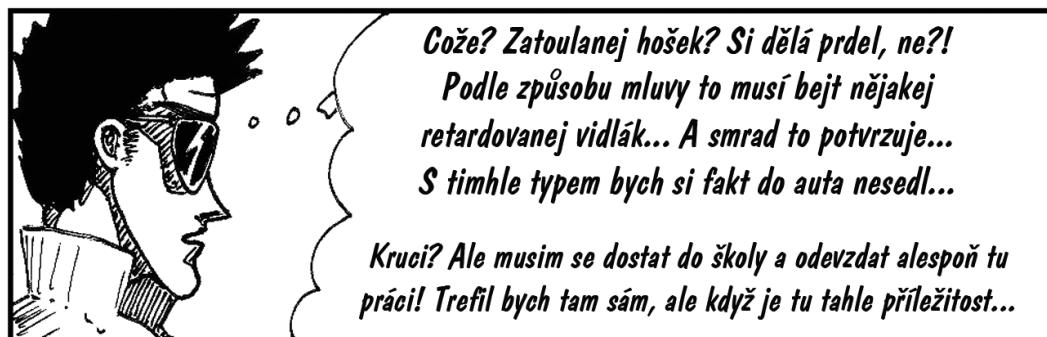 Cože? Zatoulanej hošek? Si dělá prdel, ne?!
Podle způsobu mluvy to musí bejt nějakej
retardovanej vidlák... A smrad to potvrzuje...
S timhle typem bych si fakt do auta nesedl...
Kruci? Ale musim se dostat do školy a odevzdat alespoň tu
práci! Trefil bych tam sám, ale když je tu tahle příležitost...